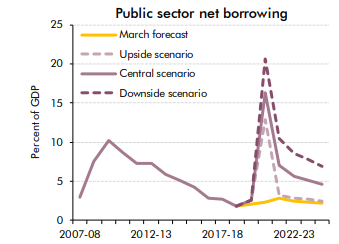 Public sector net borrowing
25
20
15
10
5
0
Percent of GDP
March forecast
Upside scenario
Central scenario
Downside scenario
2007-08 2012-13 2017-18 2022-23